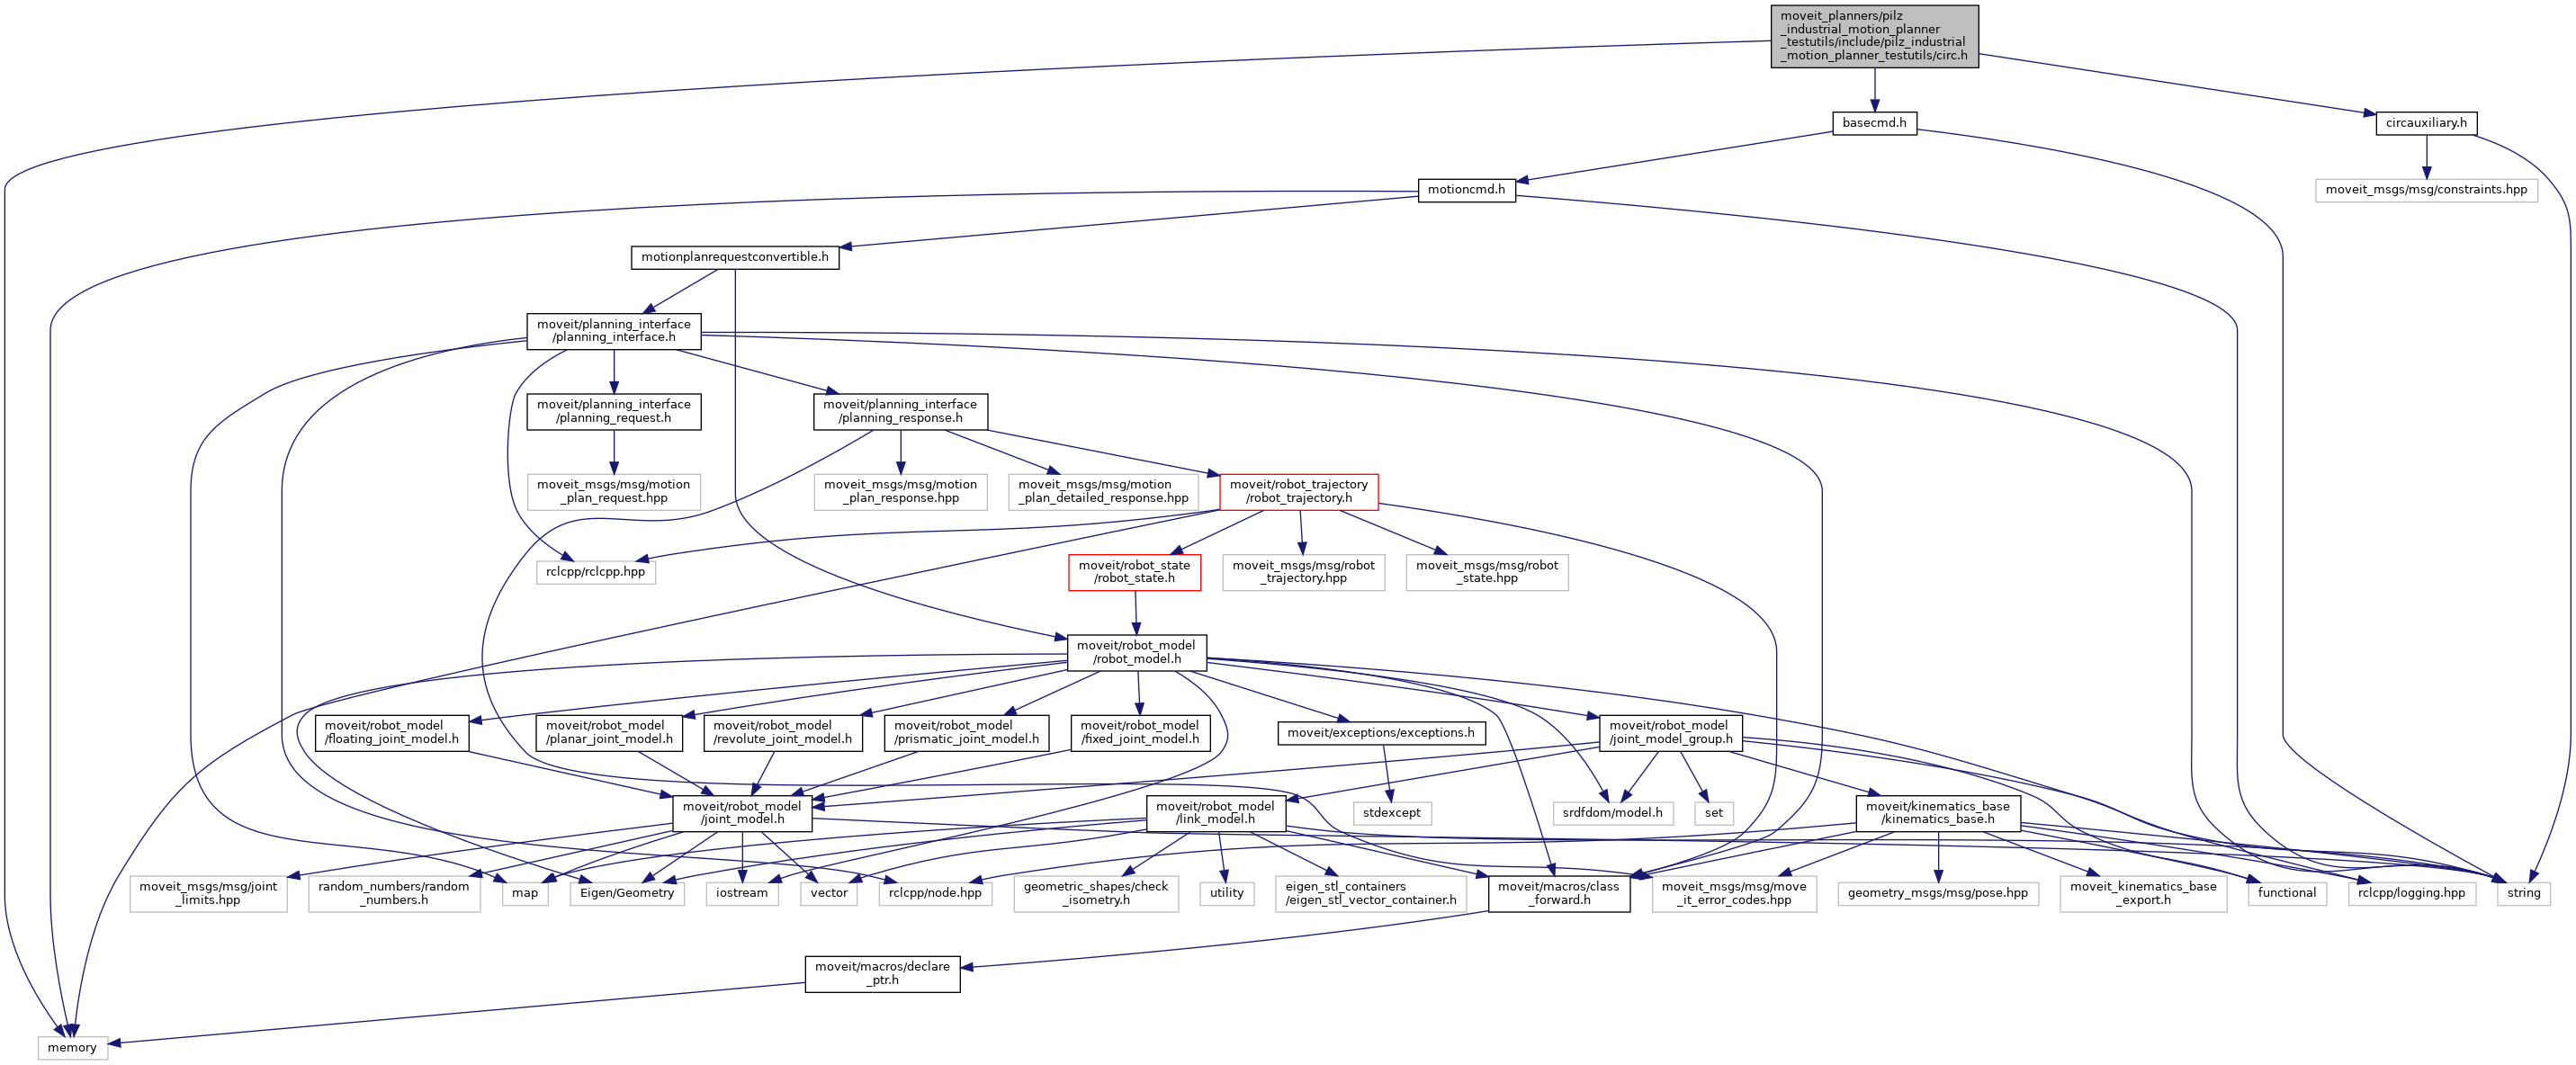 moveit_planners/pilz
_industrial_motion_planner
_testutils/include/pilz_industrial
_motion_planner_testutils/circ.h
basecmd.h
circauxiliary.h
motioncmd.h
moveit_msgs/msg/constraints.hpp
motionplanrequestconvertible.h
moveit/planning_interface
/planning_interface.h
moveit/planning_interface
/planning_request.h
moveit/planning_interface
/planning_response.h
moveit_msgs/msg/motion
_plan_request.hpp
moveit_msgs/msg/motion
_plan_response.hpp
moveit_msgs/msg/motion
_plan_detailed_response.hpp
moveit/robot_trajectory
/robot_trajectory.h
rclcpp/rclcpp.hpp
moveit/robot_state
/robot_state.h
moveit_msgs/msg/robot
_trajectory.hpp
moveit_msgs/msg/robot
_state.hpp
moveit/robot_model
/robot_model.h
moveit/robot_model
/floating_joint_model.h
moveit/robot_model
/planar_joint_model.h
moveit/robot_model
/revolute_joint_model.h
moveit/robot_model
/prismatic_joint_model.h
moveit/robot_model
/fixed_joint_model.h
moveit/exceptions/exceptions.h
moveit/robot_model
/joint_model_group.h
moveit/robot_model
/joint_model.h
moveit/robot_model
/link_model.h
stdexcept
srdfdom/model.h
set
moveit/kinematics_base
/kinematics_base.h
moveit_msgs/msg/joint
_limits.hpp
random_numbers/random
_numbers.h
map
Eigen/Geometry
iostream
vector
rclcpp/node.hpp
geometric_shapes/check
_isometry.h
utility
eigen_stl_containers
/eigen_stl_vector_container.h
moveit/macros/class
_forward.h
moveit_msgs/msg/move
_it_error_codes.hpp
geometry_msgs/msg/pose.hpp
moveit_kinematics_base
_export.h
functional
rclcpp/logging.hpp
string
moveit/macros/declare
_ptr.h
memory